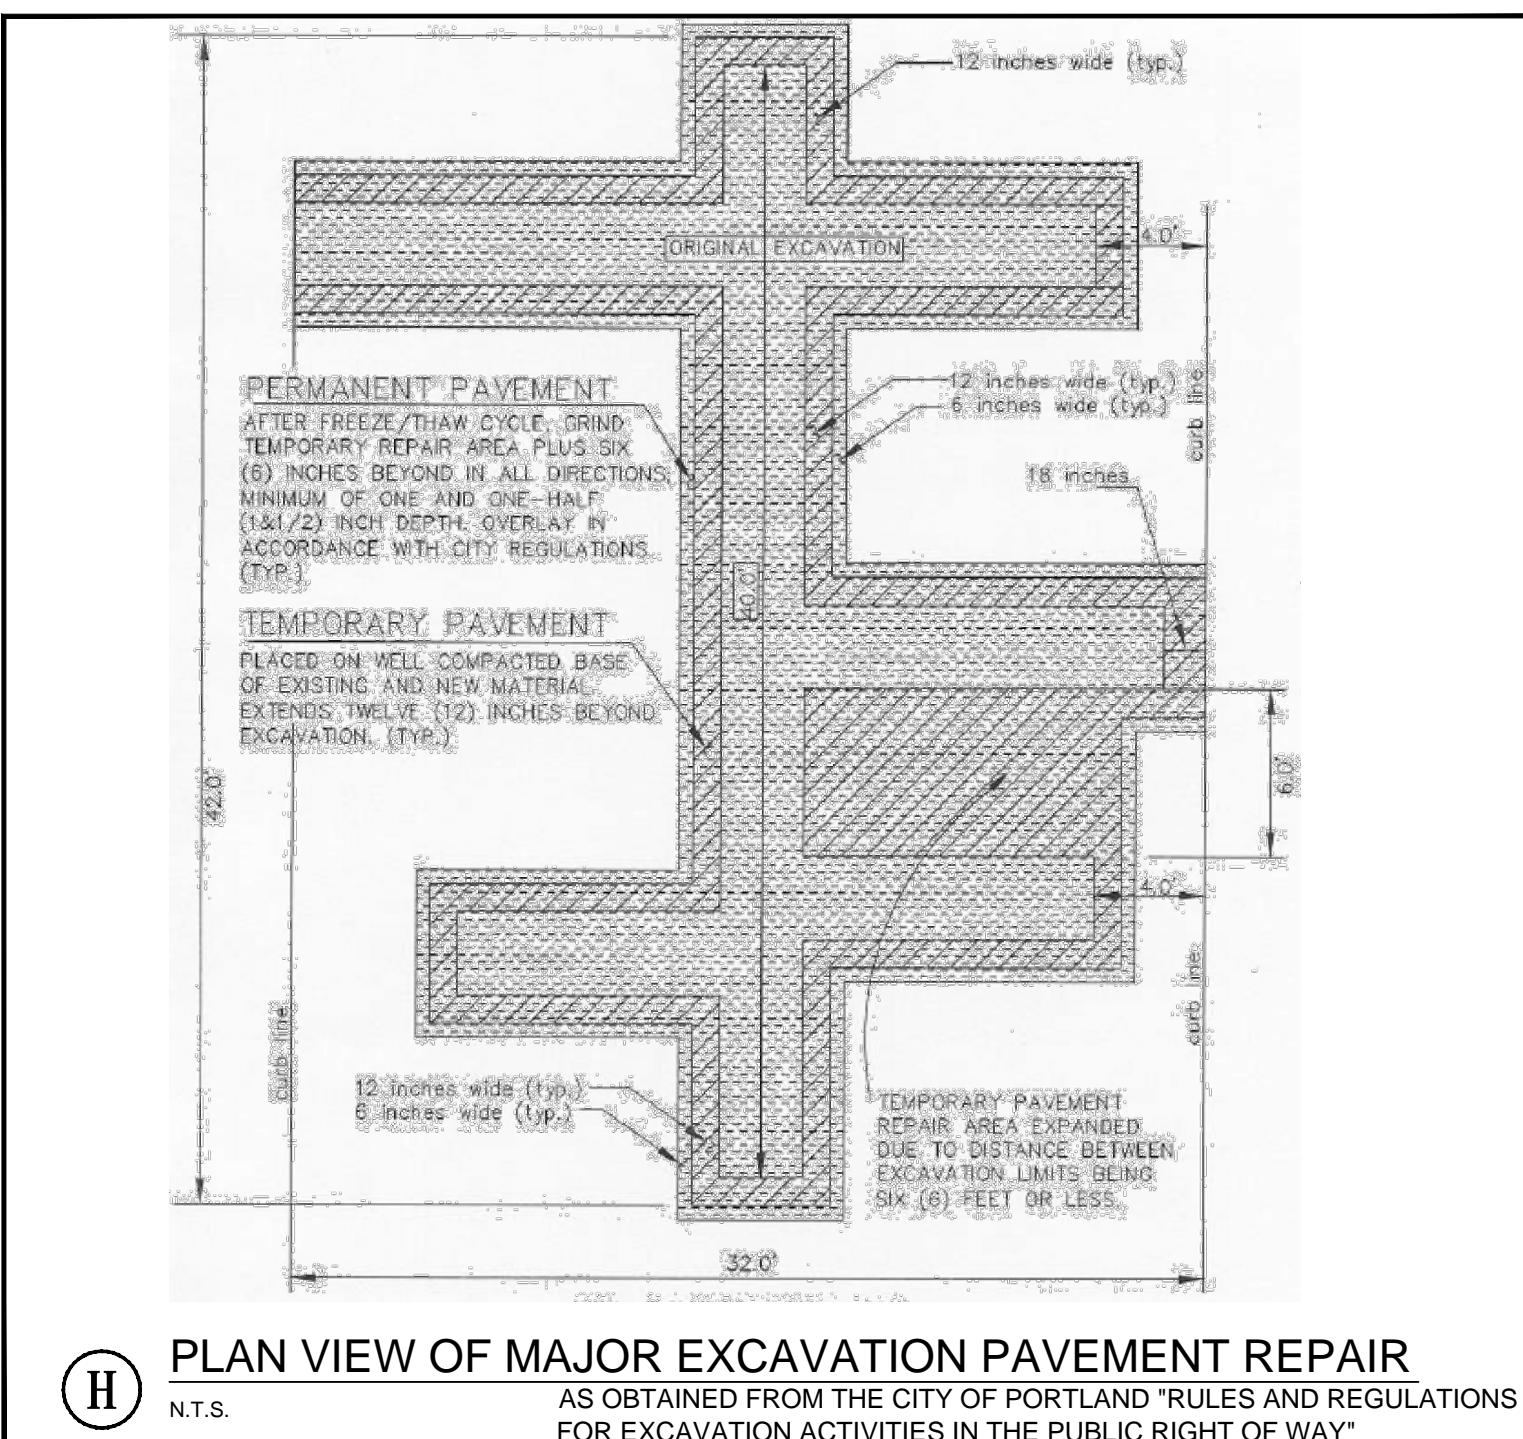 12 inches wide (typ.)
ORIGINAL EXCAVATION
4.0'
PERMANENT PAVEMENT
AFTER FREEZE/THAW CYCLE, GRIND
TEMPORARY REPAIR AREA PLUS SIX
(6) INCHES BEYOND IN ALL DIRECTIONS,
MINIMUM OF ONE AND ONE-HALF
(1&1/2) INCH DEPTH. OVERLAY IN
ACCORDANCE WITH CITY REGULATIONS
(TYP.)
12 inches wide (typ.)
6 inches wide (typ.)
curb line
18 inches
40.0'
TEMPORARY PAVEMENT
PLACED ON WELL COMPACTED BASE
OF EXISTING AND NEW MATERIAL.
EXTENDS TWELVE (12) INCHES BEYOND
EXCAVATION. (TYP.)
42.0'
6.0'
4.0'
curb line
curb line
12 inches wide (typ.)
6 inches wide (typ.)
TEMPORARY PAVEMENT
REPAIR AREA EXPANDED
DUE TO DISTANCE BETWEEN
EXCAVATION LIMITS BEING
SIX (6) FEET OR LESS
32.0'
H
PLAN VIEW OF MAJOR EXCAVATION PAVEMENT REPAIR
N.T.S.
AS OBTAINED FROM THE CITY OF PORTLAND "RULES AND REGULATIONS
FOR EXCAVATION ACTIVITIES IN THE PUBLIC RIGHT OF WAY"